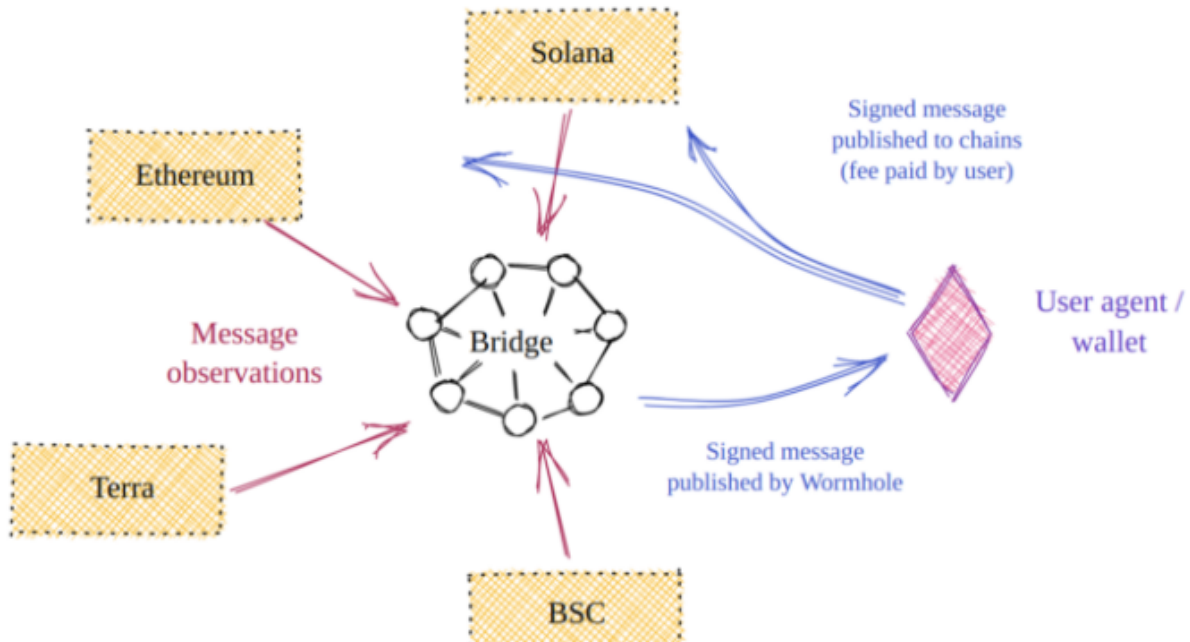 Solana
Signed message
published to chains
(fee paid by user)
Ethereum
User agent /
wallet
Message
observations
Bridge
Signed message
published by Wormhole
Terra
BSC